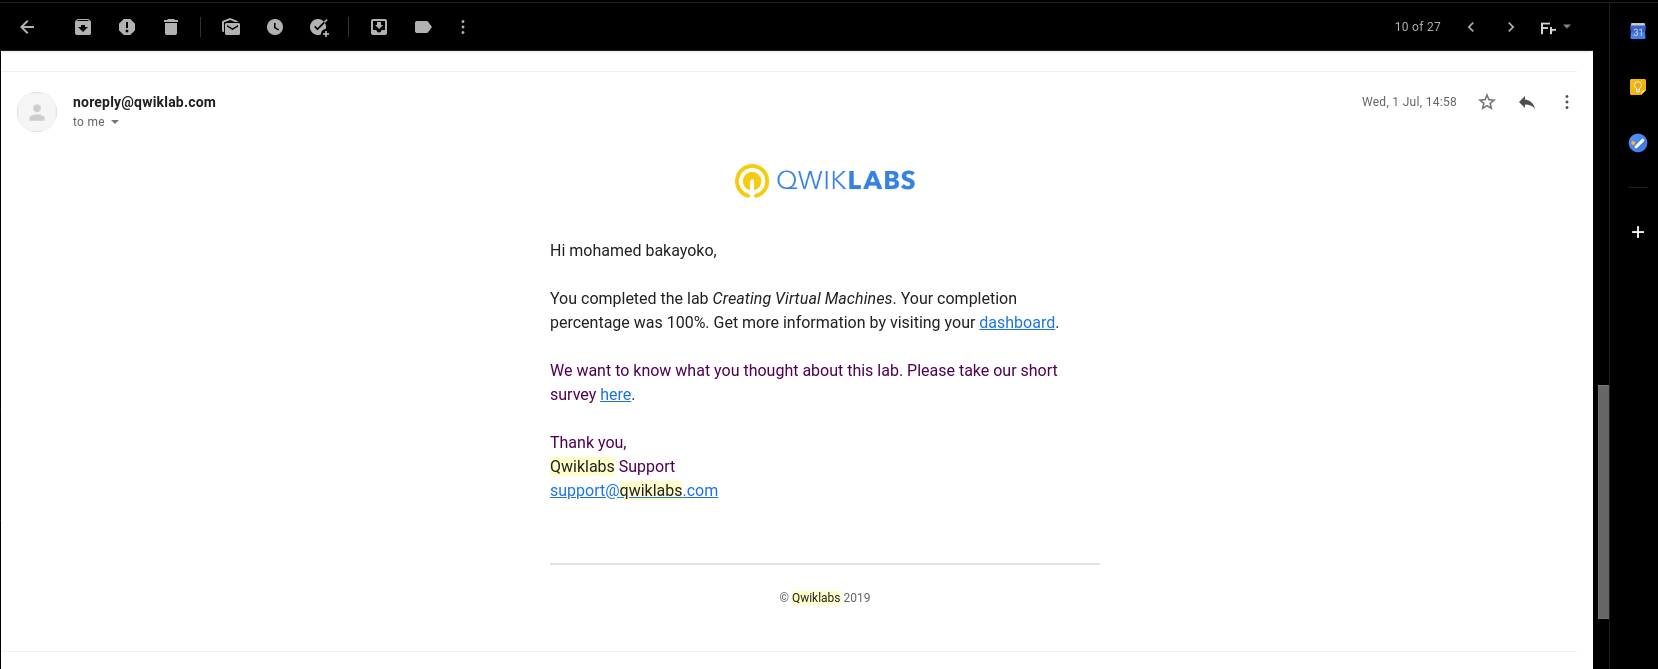 10 of 27
31
noreply@qwiklab.com
Wed, 1 Jul, 14:58
to me
QWIKLABS
Hi mohamed bakayoko,
You completed the lab Creating Virtual Machines. Your completion
percentage was 100%. Get more information by visiting your dashboard.
We want to know what you thought about this lab. Please take our short
survey here.
Thank you,
Qwiklabs Support
support@qwiklabs.com
© Qwiklabs 2019